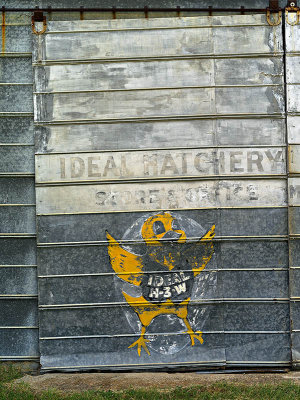 IDEAL HATCHERY
STORE & OFFICE
IDEAL
H-3-W